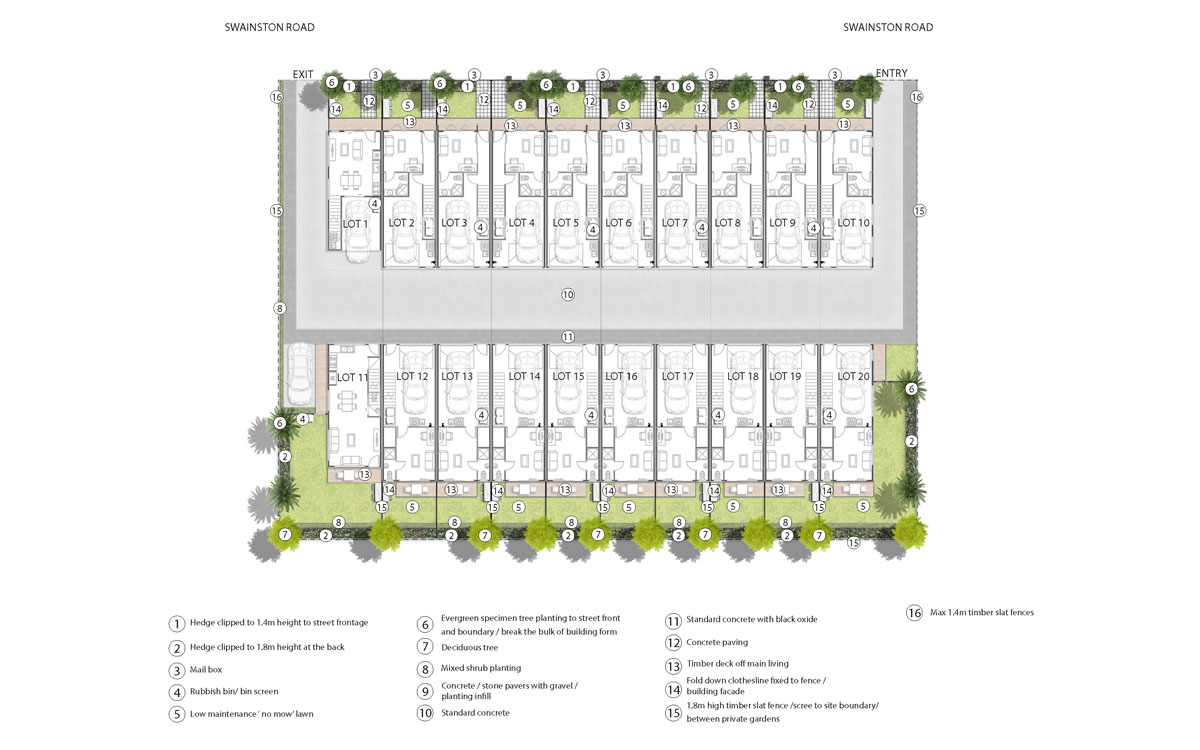 SWAINSTON ROAD
SWAINSTON ROAD
EXIT
ENTRY
6 1 3 6 1 3 6 1 3 1 6 3 1 6 3
16 12 12 12 12 12 16
14 5 14 5 14 5 14 5 14 5
13 13 13 13 13
15 4 15
LOT 1 LOT 2 LOT 3 LOT 4 LOT 5 LOT 6 LOT 7 LOT 8 LOT 9 LOT 10
4 4 4 4
10
8
11
LOT 11 LOT 12 LOT 13 LOT 14 LOT 15 LOT 16 LOT 17 LOT 18 LOT 19 LOT 20
6
4 4 4 4 4
6 4
2 2
13
14 13 14 13 14 13 14 13 14
15 5 15 5 15 5 15 5 15 5
8 8 8 8 8
7 2 2 7 2 7 2 7 2 7 15
1 Hedge clipped to 1.4m height to street frontage
2 Hedge clipped to 1.8m height at the back
3 Mail box
4 Rubbish bin/ bin screen
5 Low maintenance ' no mow' lawn
6 Evergreen specimen tree planting to street front
and boundary / break the bulk of building form
7 Deciduous tree
8 Mixed shrub planting
9 Concrete / stone pavers with gravel /
planting infill
10 Standard concrete
11 Standard concrete with black oxide
12 Concrete paving
13 Timber deck off main living
14 Fold down clothesline fixed to fence /
building facade
15 1.8m high timber slat fence /scree to site boundary/
between private gardens
16 Max 1.4m timber slat fences